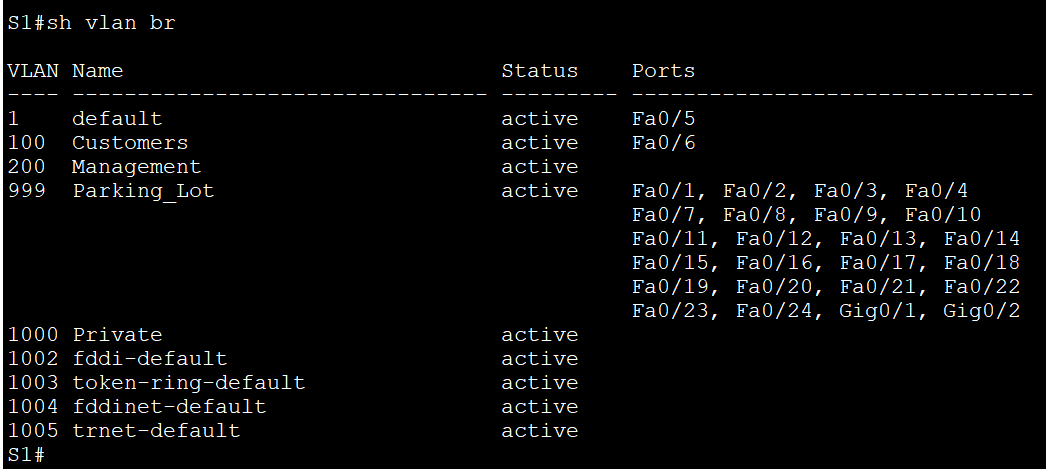 S1#sh vlan br
VLAN Name                             Status    Ports
---- -------------------------------- --------- -------------------------------
1    default                          active    Fa0/5
100  Customers                        active    Fa0/6
200  Management                       active
999  Parking_Lot                      active    Fa0/1, Fa0/2, Fa0/3, Fa0/4
                                                Fa0/7, Fa0/8, Fa0/9, Fa0/10
                                                Fa0/11, Fa0/12, Fa0/13, Fa0/14
                                                Fa0/15, Fa0/16, Fa0/17, Fa0/18
                                                Fa0/19, Fa0/20, Fa0/21, Fa0/22
                                                Fa0/23, Fa0/24, Gig0/1, Gig0/2
1000 Private                          active
1002 fddi-default                     active
1003 token-ring-default               active
1004 fddinet-default                  active
1005 trnet-default                    active
S1#